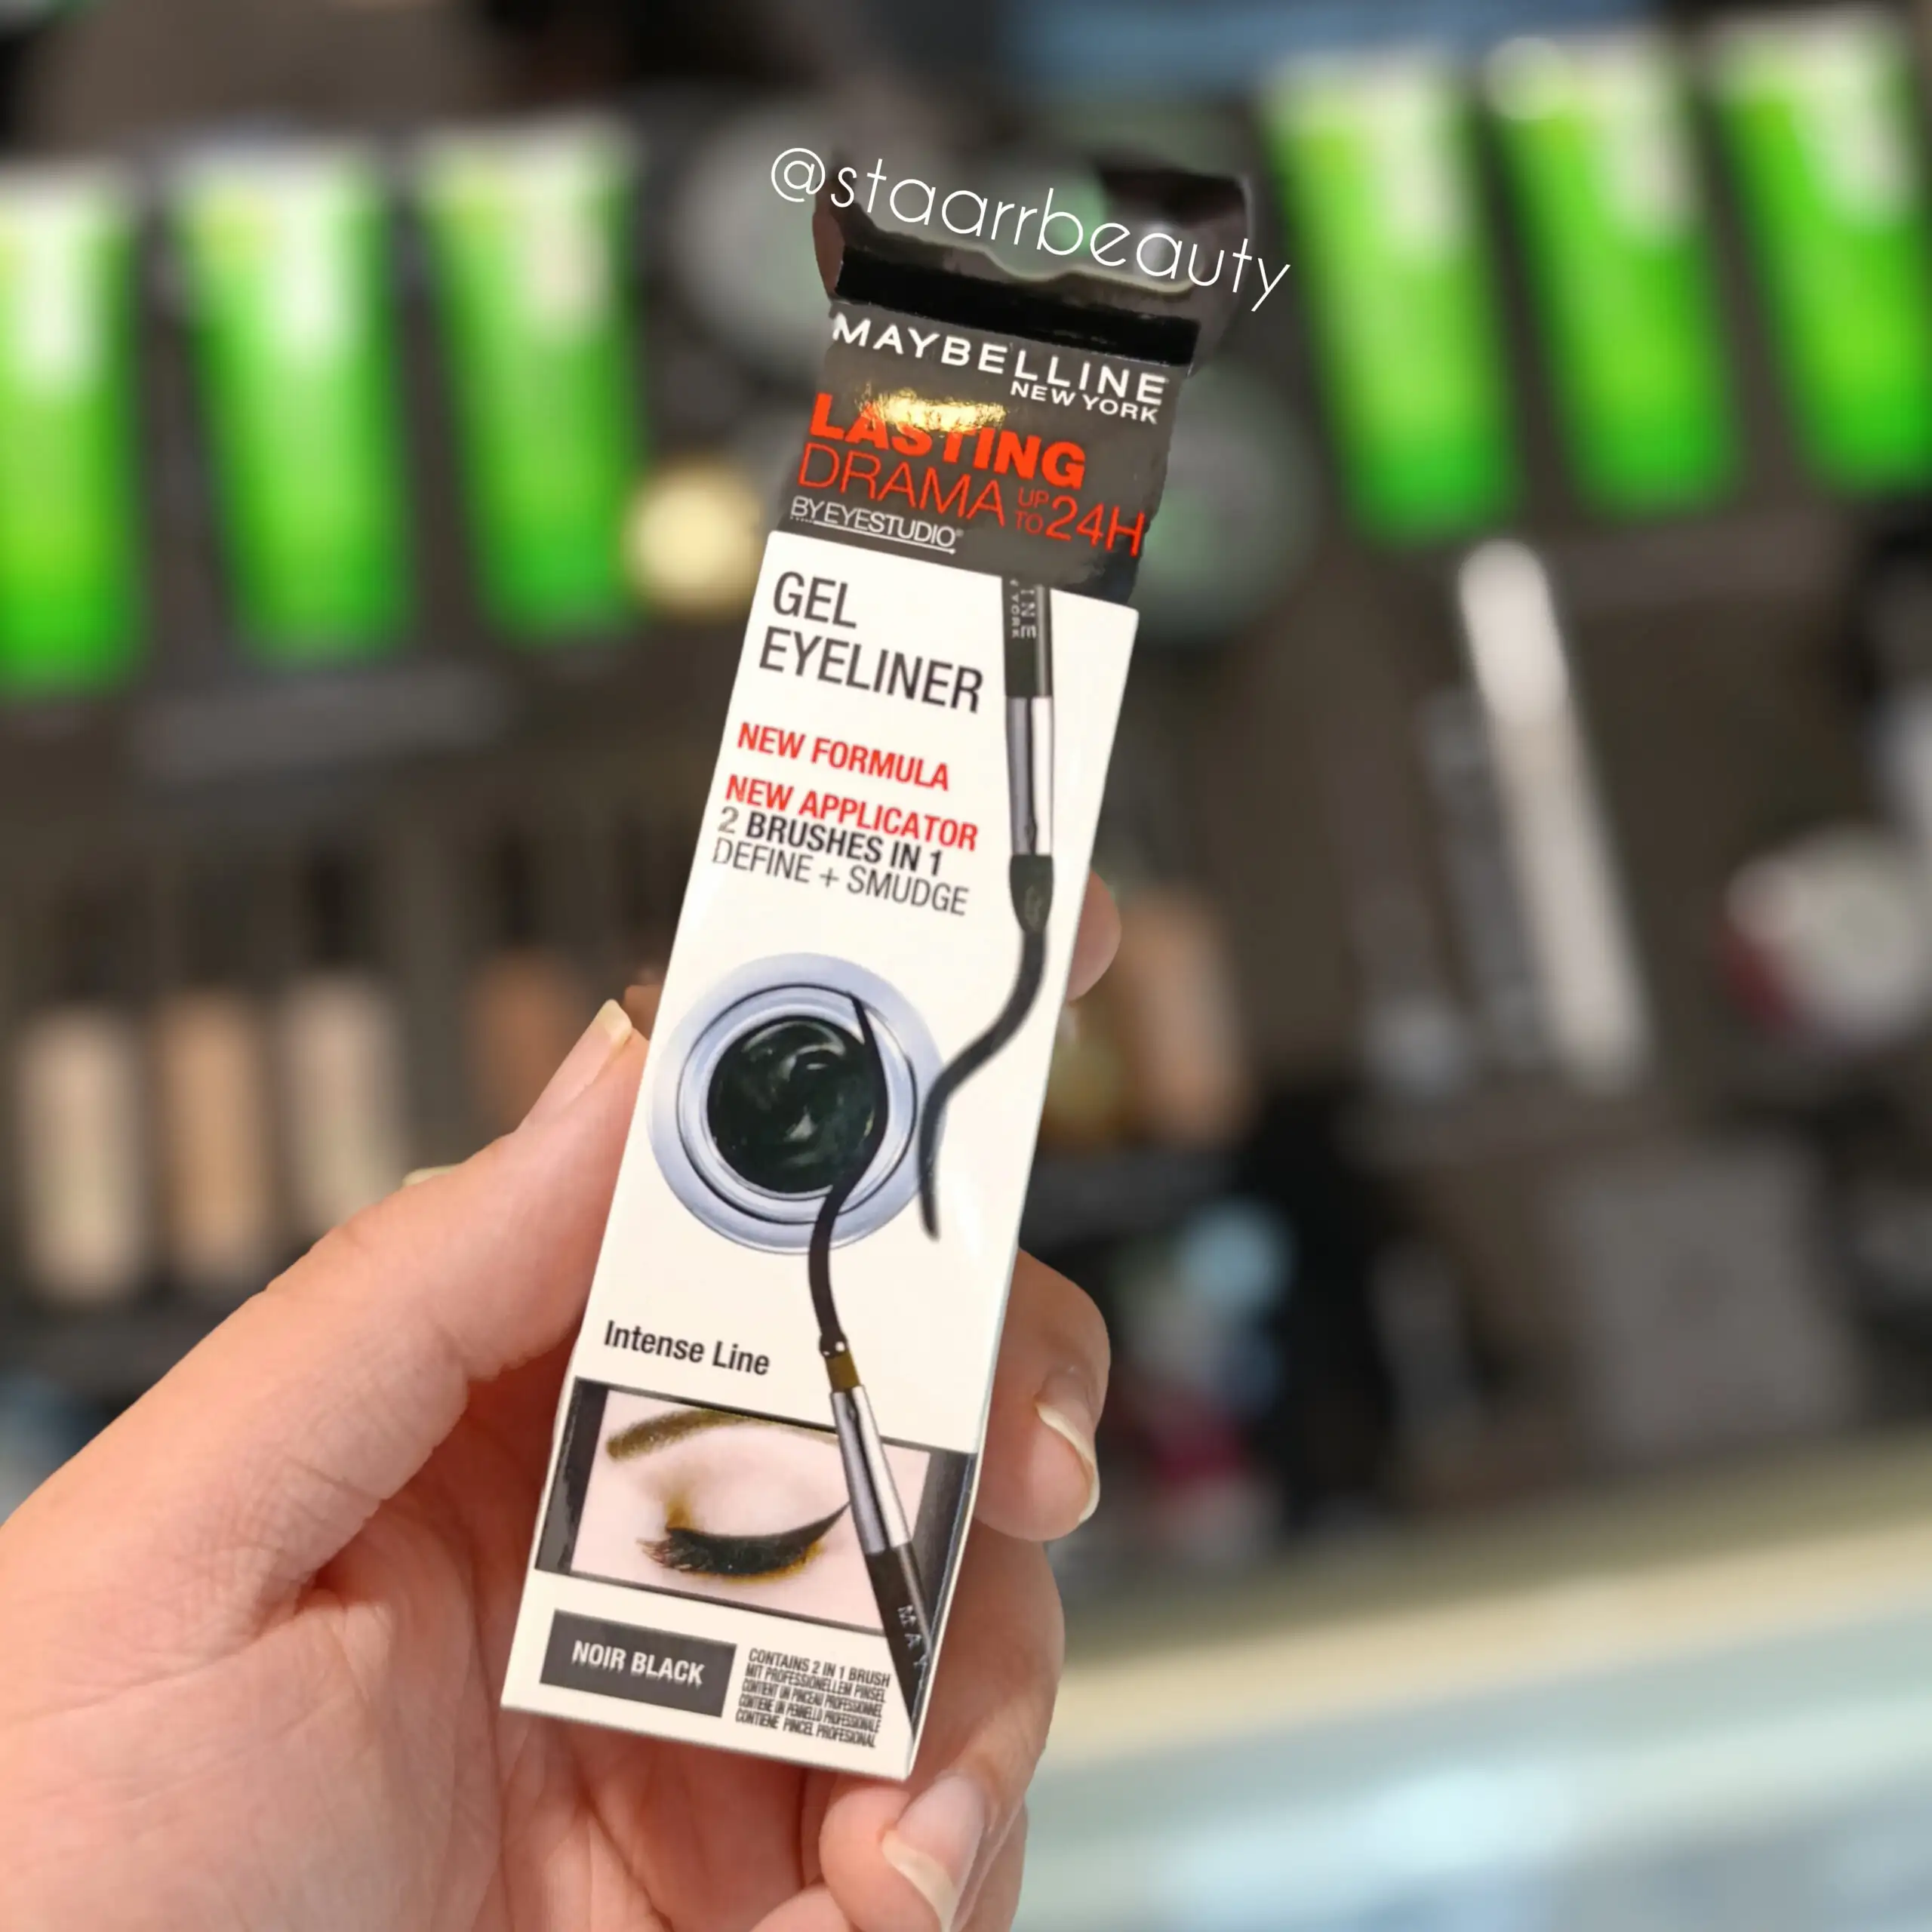 @staarrbeauty
MAYBELLINE
NEW YORK
LASTING
DRAMA UP TO 24H
BY EYESTUDIO®
GEL
EYELINER
NEW FORMULA
NEW APPLICATOR
2 BRUSHES IN 1
DEFINE + SMUDGE
Intense Line
NOIR BLACK
CONTAINS 2 IN 1 BRUSH
MIT PROFESSIONELLEM PINSEL
CONTIENT UN PINCEAU PROFESSIONNEL
CONTIENE UN PENNELLO PROFESSIONALE
CONTIENE PINCEL PROFESIONAL
MAY